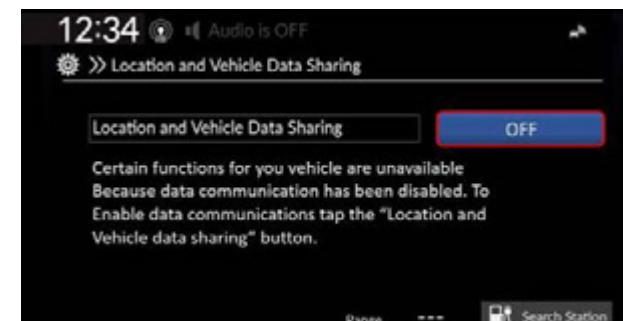 12:34 Audio is OFF
>> Location and Vehicle Data Sharing
Location and Vehicle Data Sharing OFF
Certain functions for you vehicle are unavailable
Because data communication has been disabled. To
Enable data communications tap the "Location and
Vehicle data sharing" button.
Range --- Search Station